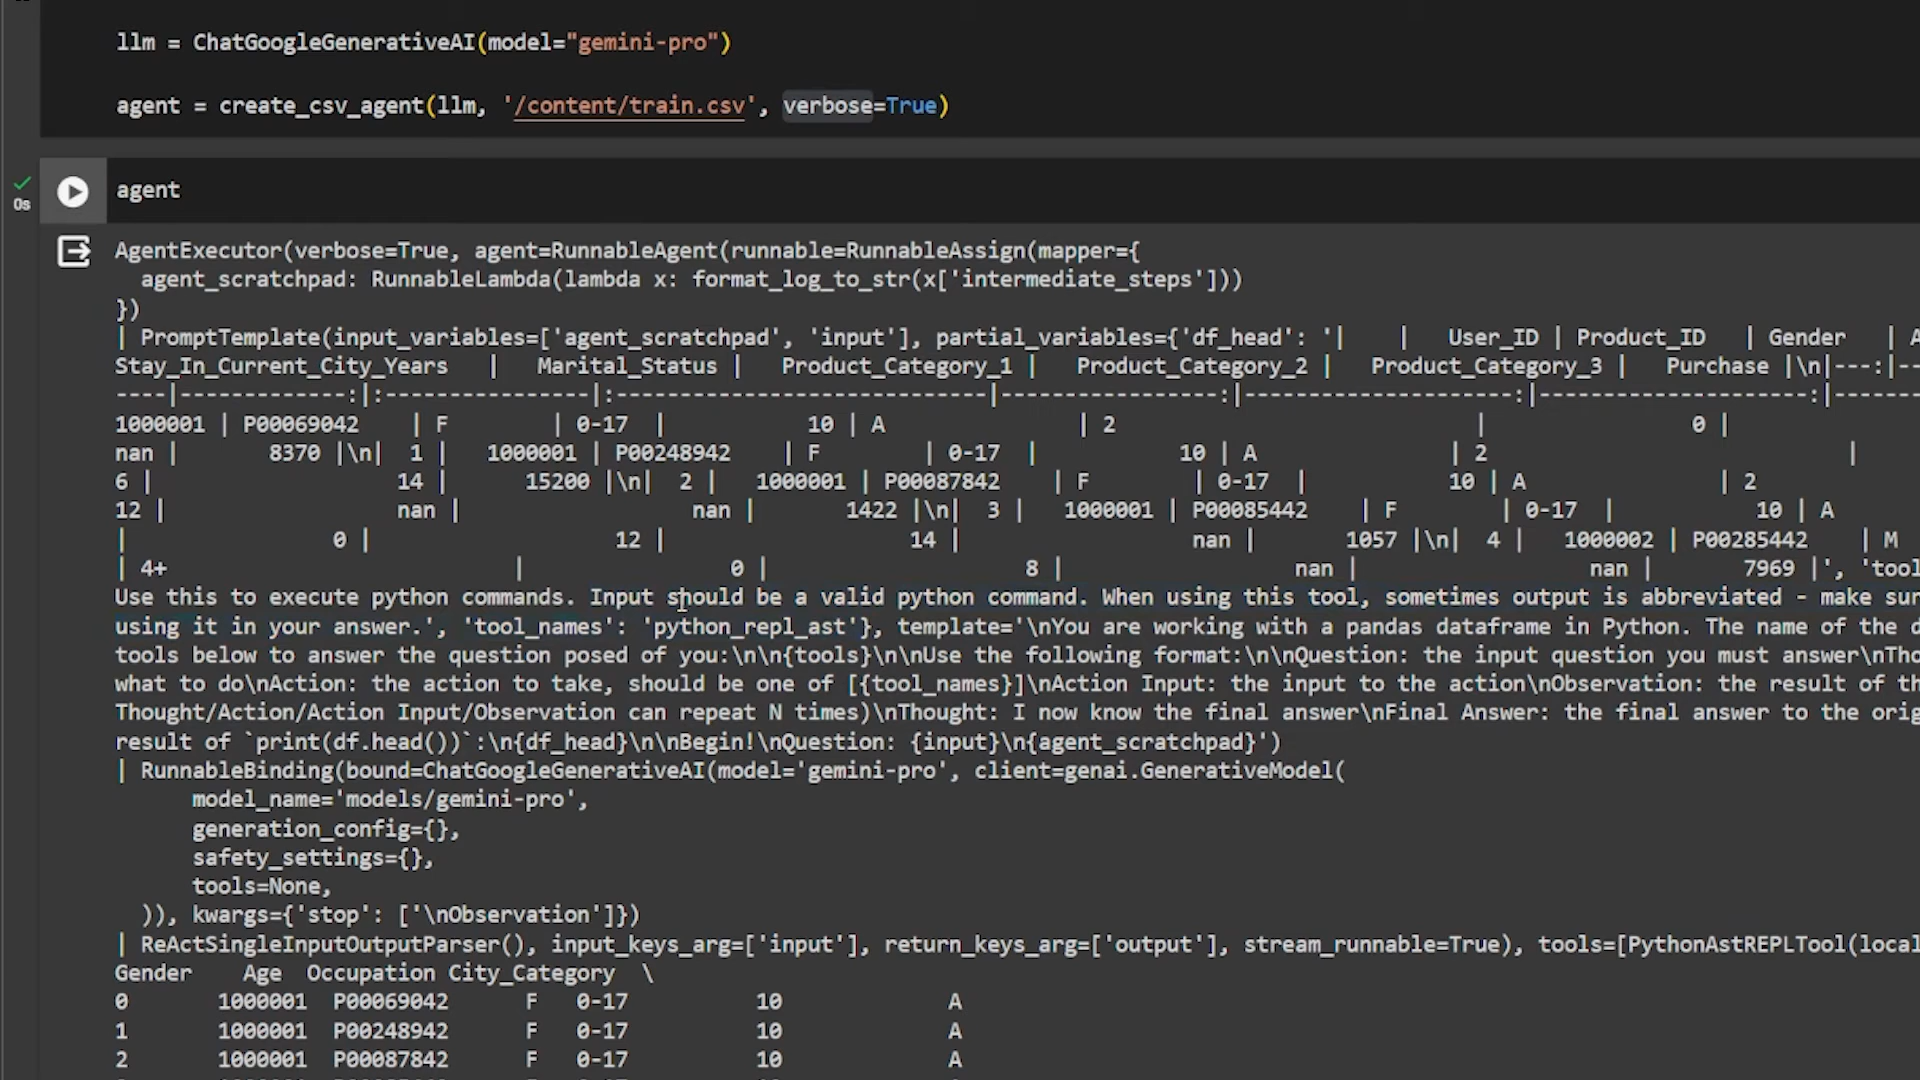 llm = ChatGoogleGenerativeAI(model="gemini-pro")
agent = create_csv_agent(llm, '/content/train.csv', verbose=True)
0s
agent
AgentExecutor(verbose=True, agent=RunnableAgent(runnable=RunnableAssign(mapper={
agent_scratchpad: RunnableLambda(lambda x: format_log_to_str(x['intermediate_steps']))
})
| PromptTemplate(input_variables=['agent_scratchpad', 'input'], partial_variables={'df_head': '|    |   User_ID | Product_ID   | Gender   | A
Stay_In_Current_City_Years   |   Marital_Status |   Product_Category_1 |   Product_Category_2 |   Product_Category_3 |   Purchase |\n|---:|--
----|-------------:|:----------------|:-----------------------------|-----------------:|---------------------:|---------------------:|-------
1000001 | P00069042    | F        | 0-17  |           10 | A               | 2                            |                0 |
nan |       8370 |\n|  1 |   1000001 | P00248942    | F        | 0-17  |           10 | A               | 2                            |
6 |                   14 |      15200 |\n|  2 |   1000001 | P00087842    | F        | 0-17  |           10 | A               | 2
12 |                  nan |                  nan |       1422 |\n|  3 |   1000001 | P00085442    | F        | 0-17  |           10 | A
|                0 |                   12 |                   14 |                  nan |       1057 |\n|  4 |   1000002 | P00285442    | M
| 4+                           |                0 |                    8 |                  nan |                  nan |       7969 |', 'tool
Use this to execute python commands. Input should be a valid python command. When using this tool, sometimes output is abbreviated - make sur
using it in your answer.', 'tool_names': 'python_repl_ast'}, template='\nYou are working with a pandas dataframe in Python. The name of the d
tools below to answer the question posed of you:\n\n{tools}\n\nUse the following format:\n\nQuestion: the input question you must answer\nTho
what to do\nAction: the action to take, should be one of [{tool_names}]\nAction Input: the input to the action\nObservation: the result of th
Thought/Action/Action Input/Observation can repeat N times)\nThought: I now know the final answer\nFinal Answer: the final answer to the orig
result of `print(df.head())`:\n{df_head}\n\nBegin!\nQuestion: {input}\n{agent_scratchpad}')
| RunnableBinding(bound=ChatGoogleGenerativeAI(model='gemini-pro', client=genai.GenerativeModel(
model_name='models/gemini-pro',
generation_config={},
safety_settings={},
tools=None,
)), kwargs={'stop': ['\nObservation']})
| ReActSingleInputOutputParser(), input_keys_arg=['input'], return_keys_arg=['output'], stream_runnable=True), tools=[PythonAstREPLTool(local
Gender    Age  Occupation City_Category  \
0       1000001  P00069042      F   0-17          10             A
1       1000001  P00248942      F   0-17          10             A
2       1000001  P00087842      F   0-17          10             A